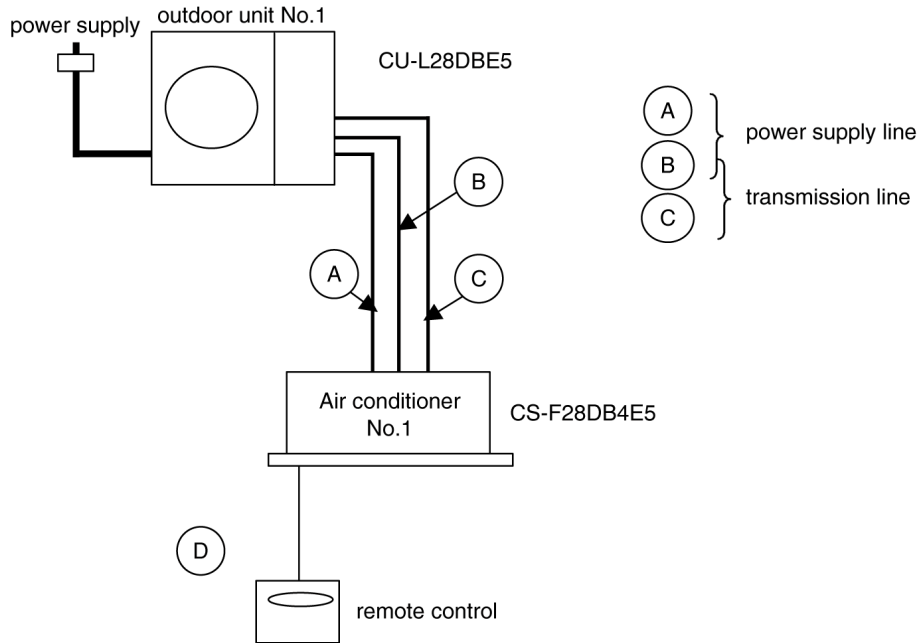 outdoor unit No.1
power supply
CU-L28DBE5
A
power supply line
B
transmission line
C
B
A
C
Air conditioner
No.1
CS-F28DB4E5
D
remote control